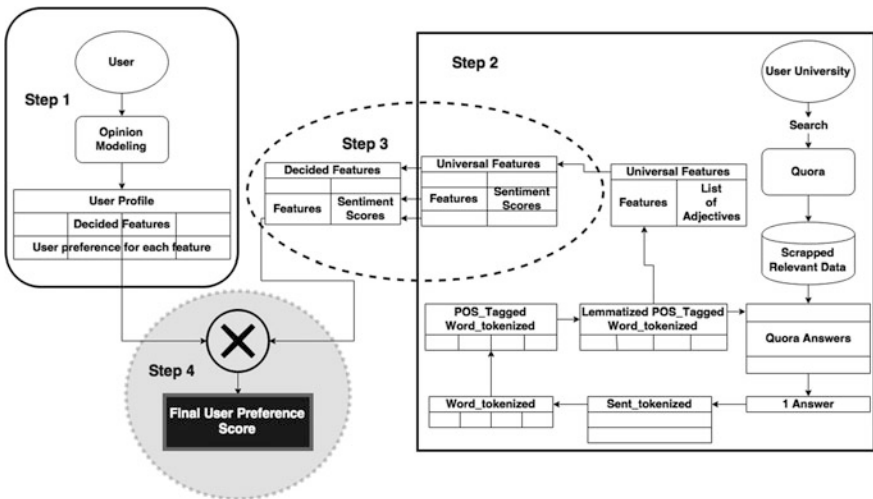 Step 1
User
Opinion
Modeling
User Profile
Decided Features
User preference for each feature
Step 2
User University
Search
Quora
Scrapped
Relevant Data
Quora Answers
1 Answer
Sent_tokenized
Word_tokenized
POS_Tagged
Word_tokenized
Lemmatized POS_Tagged
Word_tokenized
Universal Features
Features
List
of
Adjectives
Step 3
Universal Features
Features
Sentiment
Scores
Decided Features
Features
Sentiment
Scores
Step 4
Final User Preference
Score